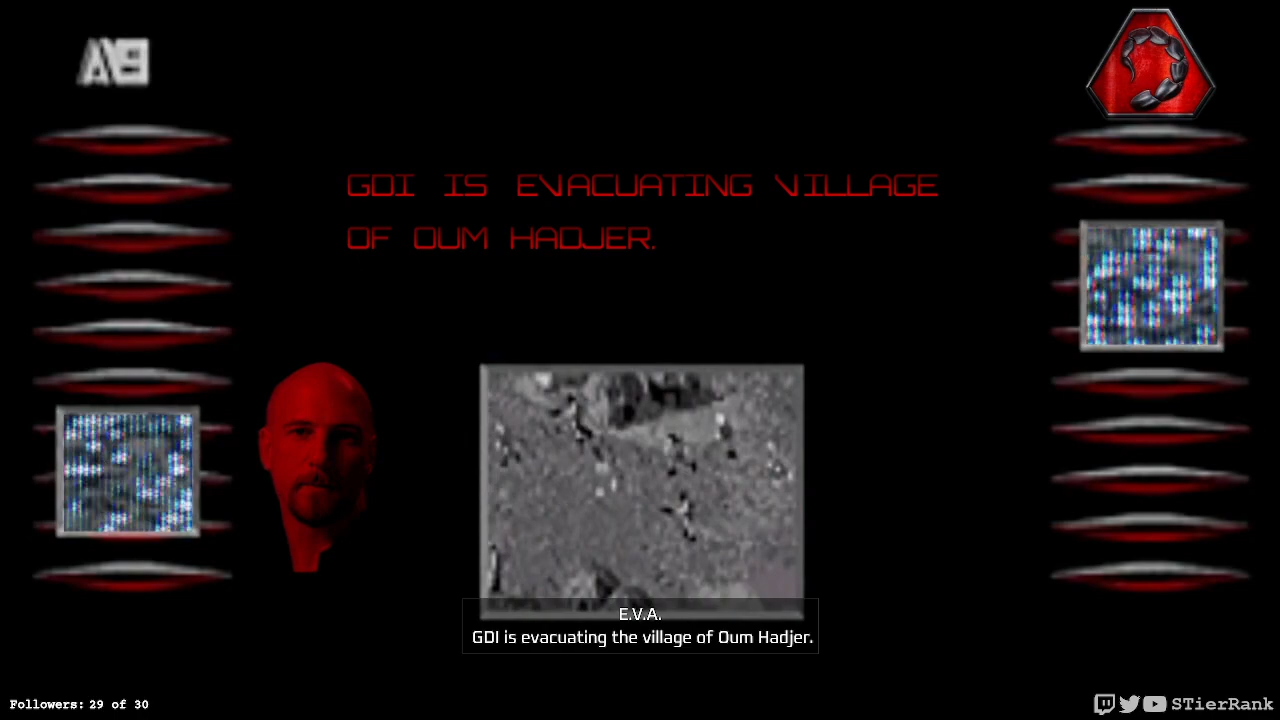 A9
GDI IS EVACUATING VILLAGE
OF OUM HADJER.
E.V.A.
GDI is evacuating the village of Oum Hadjer.
Followers: 29 of 30
STierRank